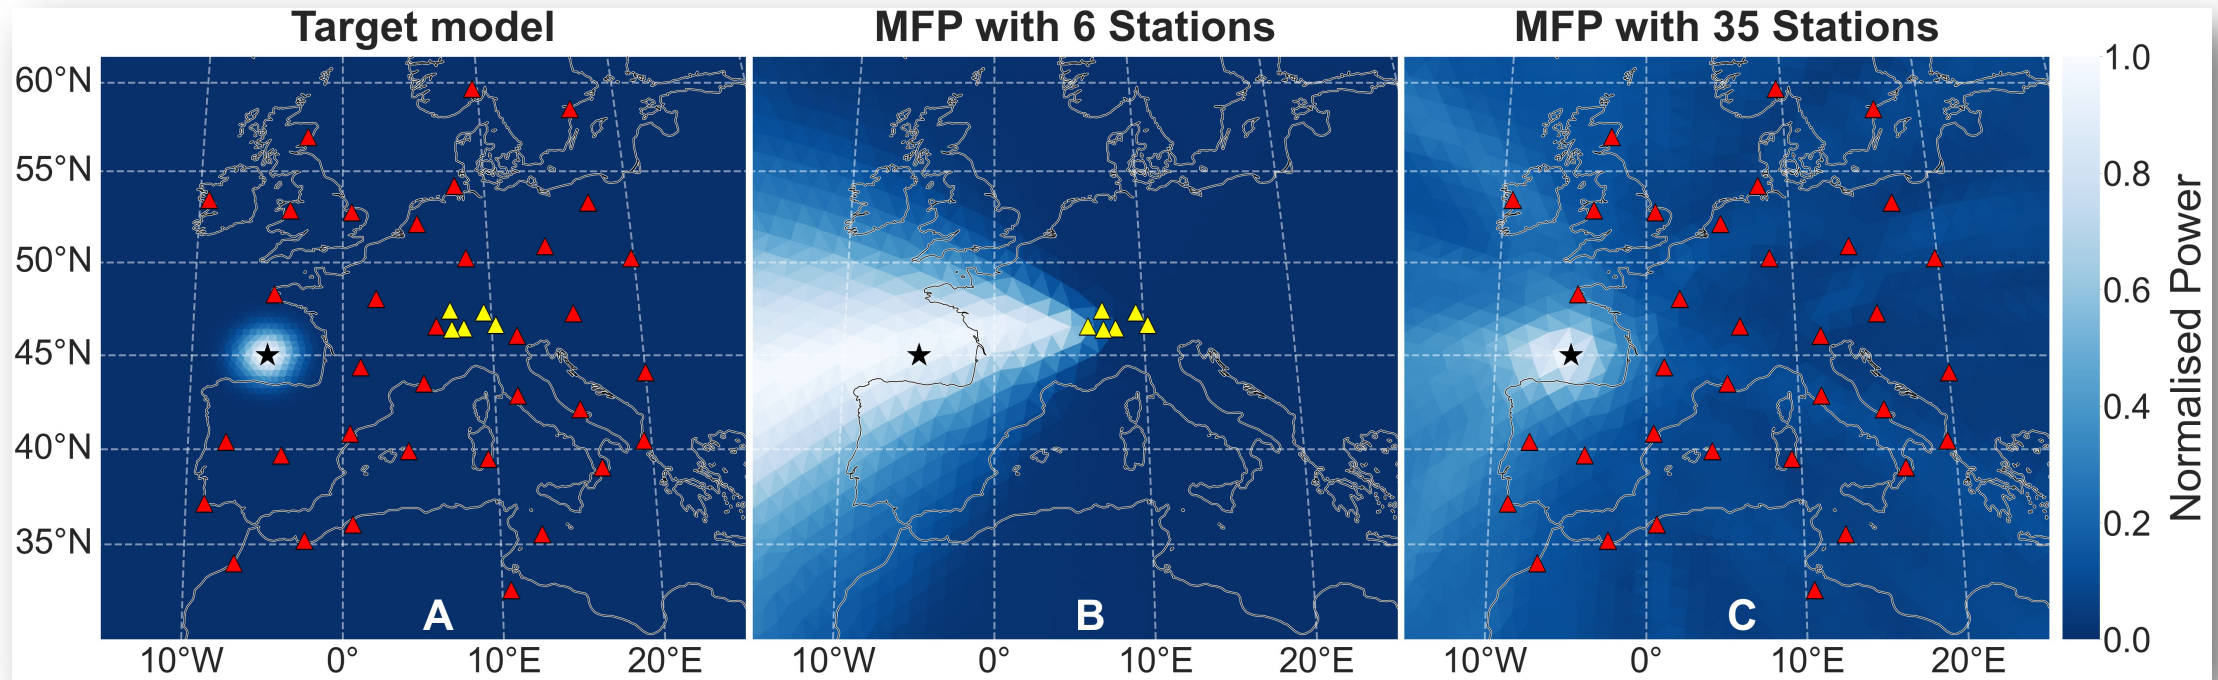 Target model MFP with 6 Stations MFP with 35 Stations
60°N
55°N
50°N
45°N
40°N
35°N
A B C
10°W 0° 10°E 20°E 10°W 0° 10°E 20°E 10°W 0° 10°E 20°E
1.0
0.8
0.6
0.4
0.2
0.0
Normalised Power